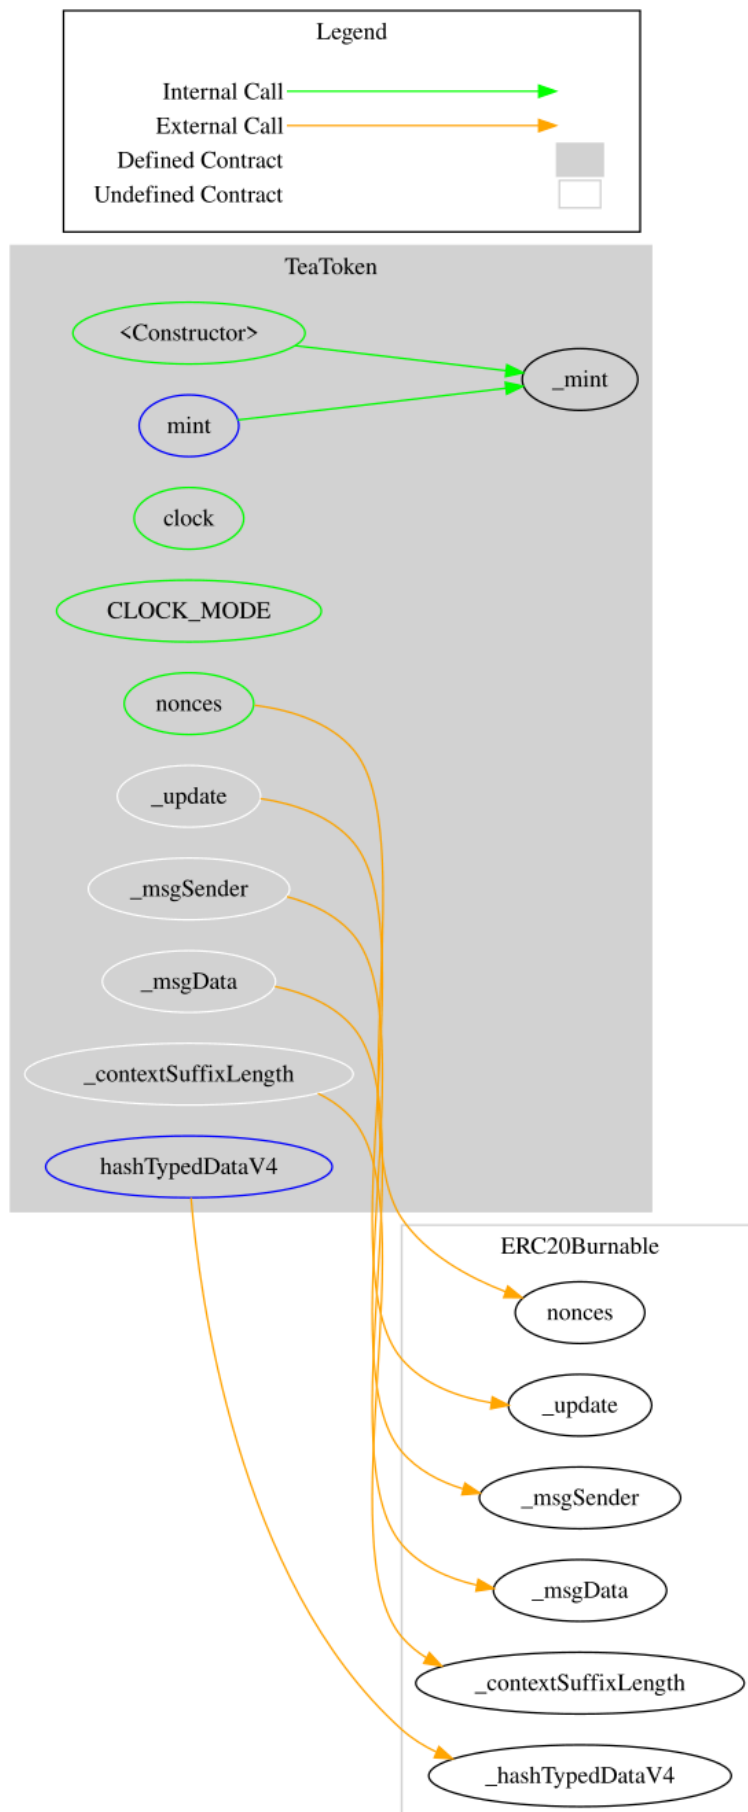 Legend
Internal Call
External Call
Defined Contract
Undefined Contract
TeaToken
<Constructor>
_mint
mint
clock
CLOCK_MODE
nonces
_update
_msgSender
_msgData
_contextSuffixLength
hashTypedDataV4
ERC20Burnable
nonces
_update
_msgSender
_msgData
_contextSuffixLength
_hashTypedDataV4